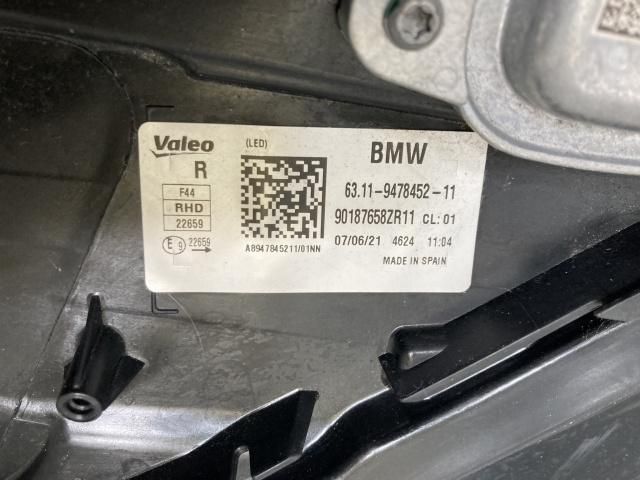 Valeo (LED) BMW
R
63.11-9478452-11
F44
RHD
22659
90187658ZR11 CL: 01
E9 22659
07/06/21 4624 11:04
A8947845211/01NN
MADE IN SPAIN